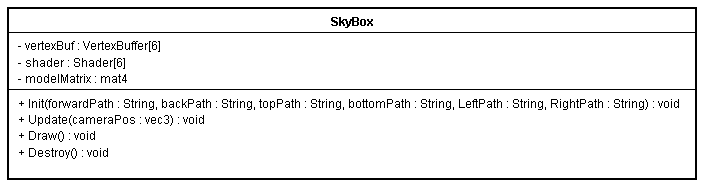 SkyBox
- vertexBuf : VertexBuffer[6]
- shader : Shader[6]
- modelMatrix : mat4
+ Init(forwardPath : String, backPath : String, topPath : String, bottomPath : String, LeftPath : String, RightPath : String) : void
+ Update(cameraPos : vec3) : void
+ Draw() : void
+ Destroy() : void